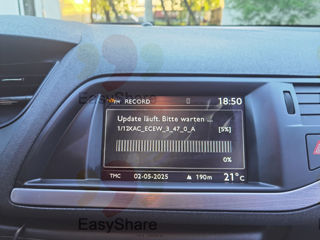 EasyShare
RECORD 18:50
Update läuft. Bitte warten ...
1/12XAC_ECEW_3_47_0_A [5%]
0%
TMC 02-05-2025 190m 21°C
EasyShare